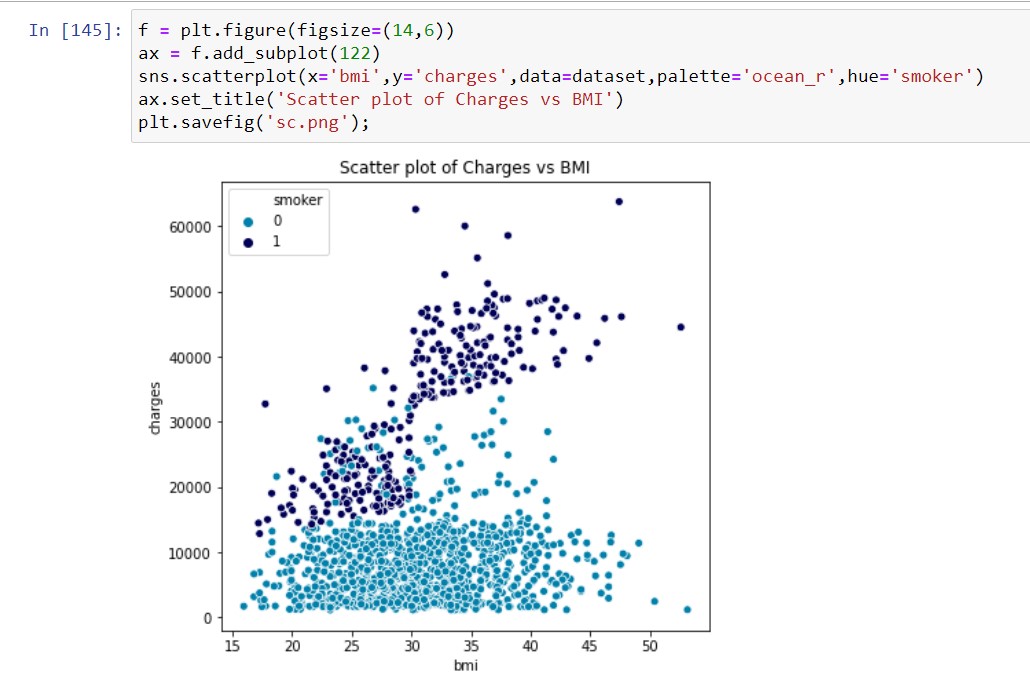 In [145]: f = plt.figure(figsize=(14,6))
ax = f.add_subplot(122)
sns.scatterplot(x='bmi',y='charges',data=dataset,palette='ocean_r',hue='smoker')
ax.set_title('Scatter plot of Charges vs BMI')
plt.savefig('sc.png');
Scatter plot of Charges vs BMI
smoker
0
1
60000
50000
40000
30000
20000
10000
0
charges
15 20 25 30 35 40 45 50
bmi